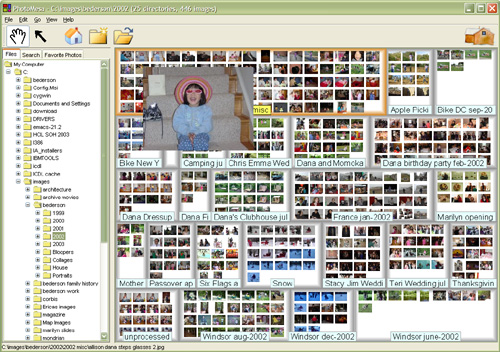 PhotoMesa - C:\images\bederson\2002 (25 directories, 446 images)
File Edit Go View Help
Files Search Favorite Photos
My Computer
C:
bederson
Config.Msi
cygwin
Documents and Settings
download
DRIVERS
emacs-21.2
HCIL SOH 2003
I386
IA_Installers
IBMTOOLS
icdl
ICDL cache
images
architecture
archive movies
bederson
1999
2000
2001
2002
2003
Bloopers
Collages
House
Portraits
bederson family history
bederson work
corbis
Ericas images
magazine
Map images
marilyn slides
mondrian
misc
Apple Picki
Bike DC sep-20
Bike New Y
Camping ju
Chris Emma Wed
Dana and Momcka
Dana birthday party feb-2002
Dana Dressup
Dana Fi
Dana's Clubhouse jul
France jan-2002
Marilyn opening
Mother
Passover ap
Six Flags a
Snow
Stacy Jim Weddi
Teri Wedding jul
Thanksgivin
unprocessed
Windsor aug-2002
Windsor dec-2002
Windsor june-2002
C:\images\bederson\2002\2002 misc\allison dana steps glasses 2.jpg